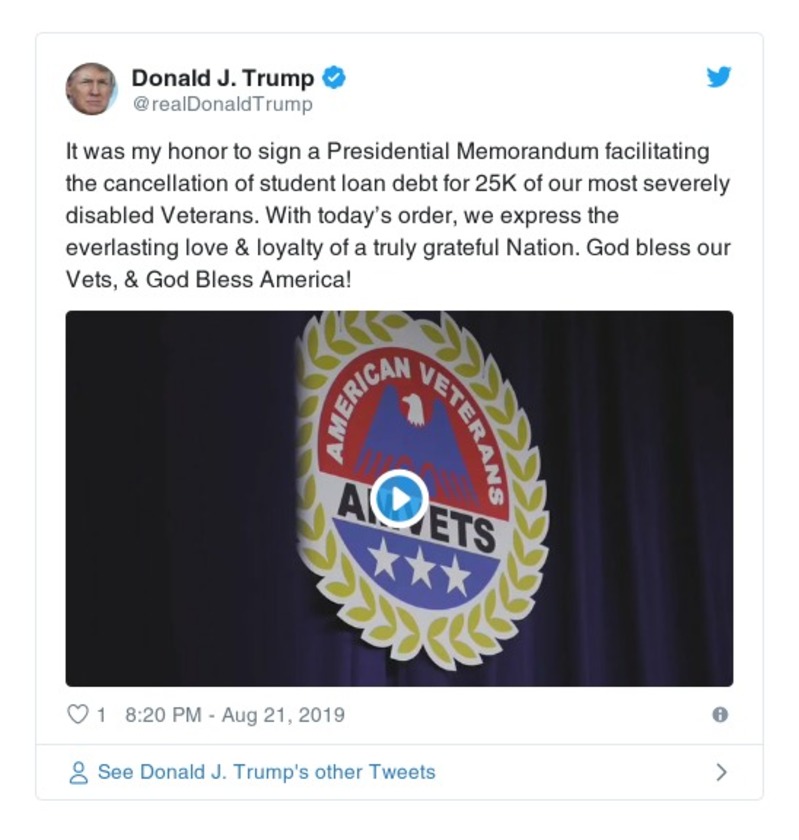 Donald J. Trump
@realDonaldTrump
It was my honor to sign a Presidential Memorandum facilitating
the cancellation of student loan debt for 25K of our most severely
disabled Veterans. With today’s order, we express the
everlasting love & loyalty of a truly grateful Nation. God bless our
Vets, & God Bless America!
AMERICAN VETERANS
AMVETS
1 8:20 PM - Aug 21, 2019
See Donald J. Trump's other Tweets